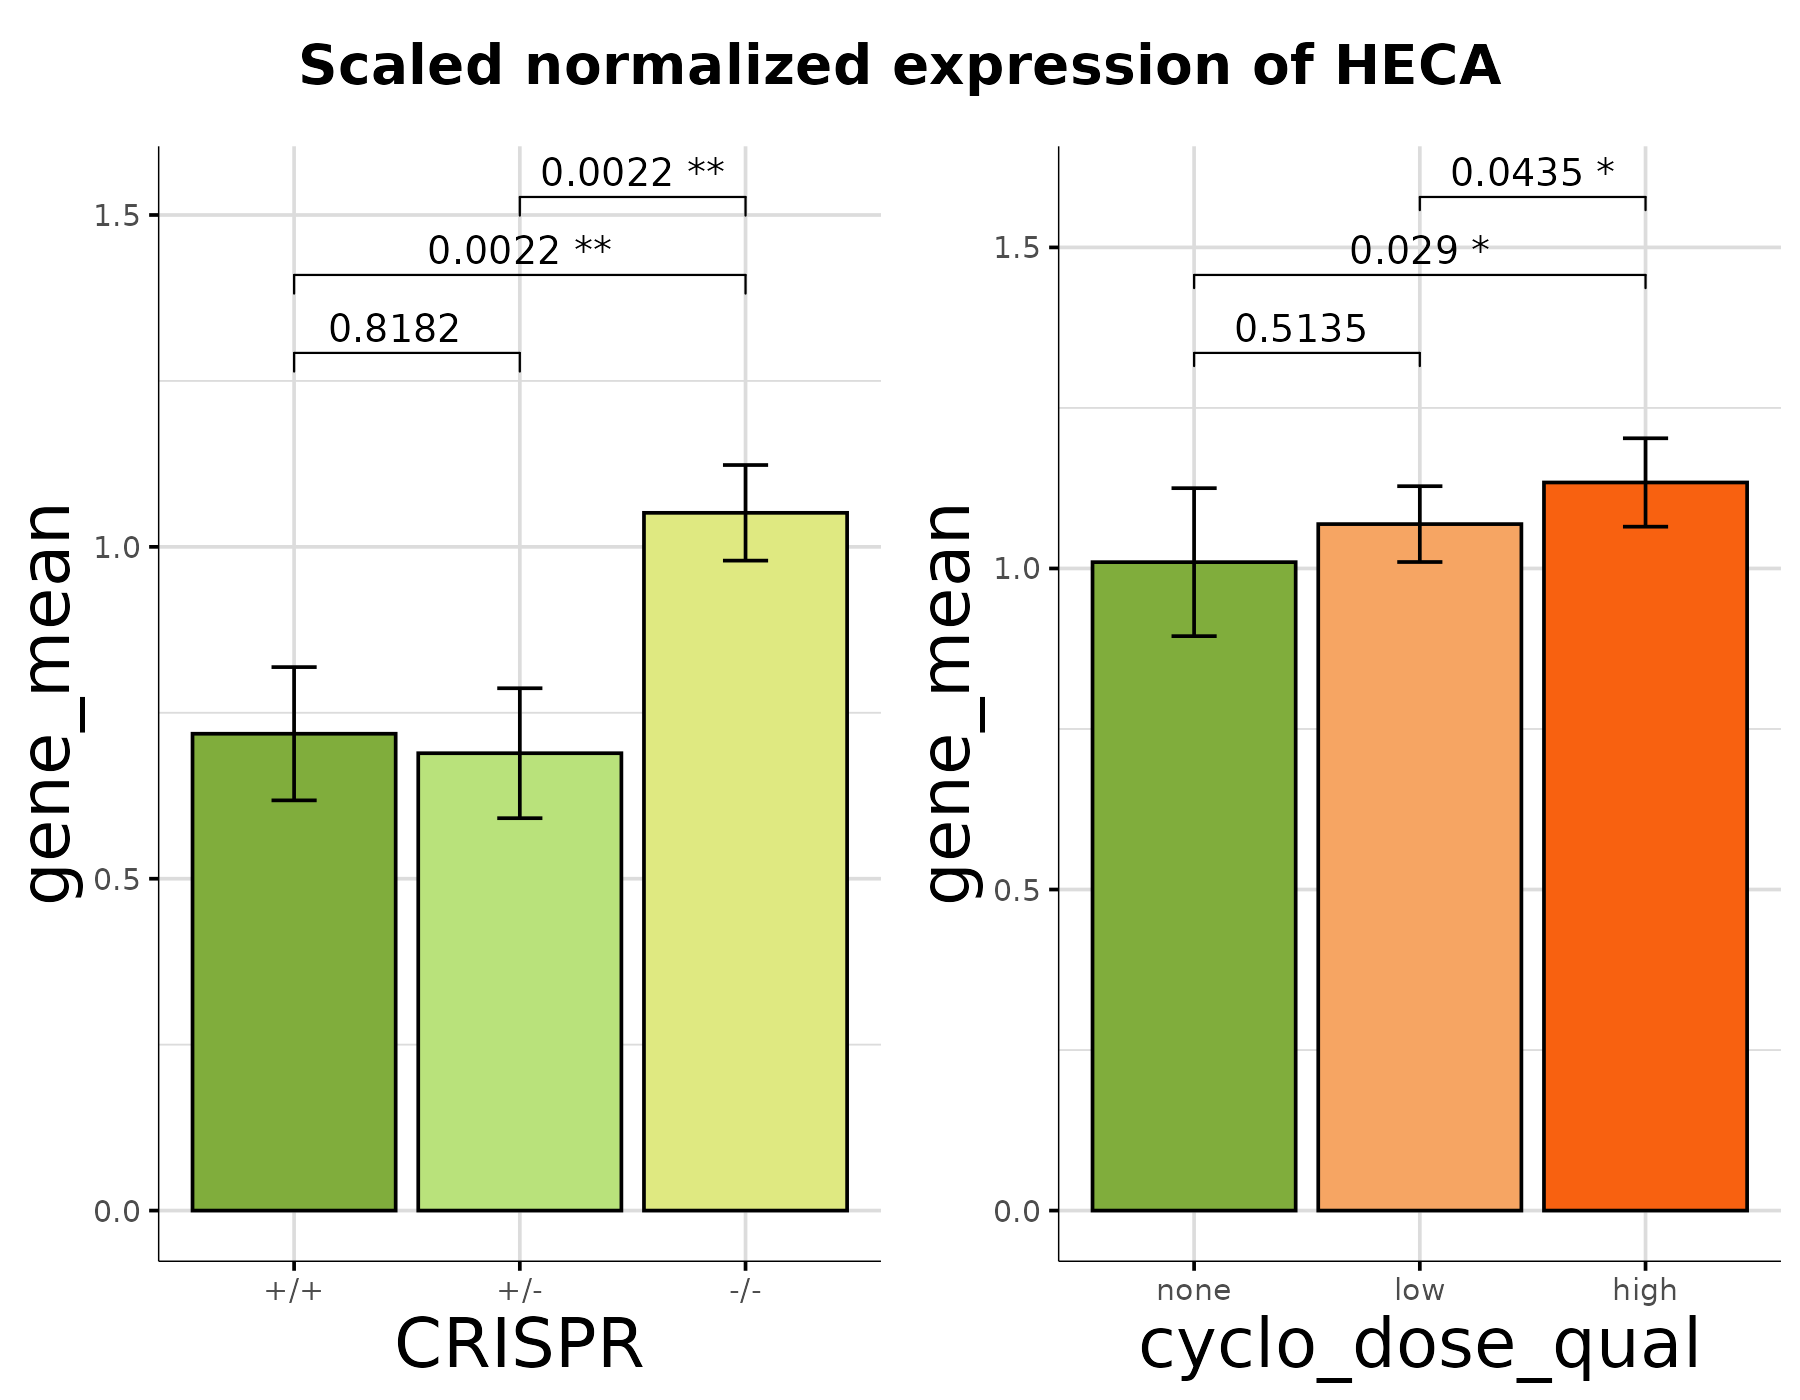 Scaled normalized expression of HECA
gene_mean
1.5
1.0
0.5
0.0
0.0022 **
0.0022 **
0.8182
+/+
+/-
-/-
CRISPR
gene_mean
1.5
1.0
0.5
0.0
0.0435 *
0.029 *
0.5135
none
low
high
cyclo_dose_qual